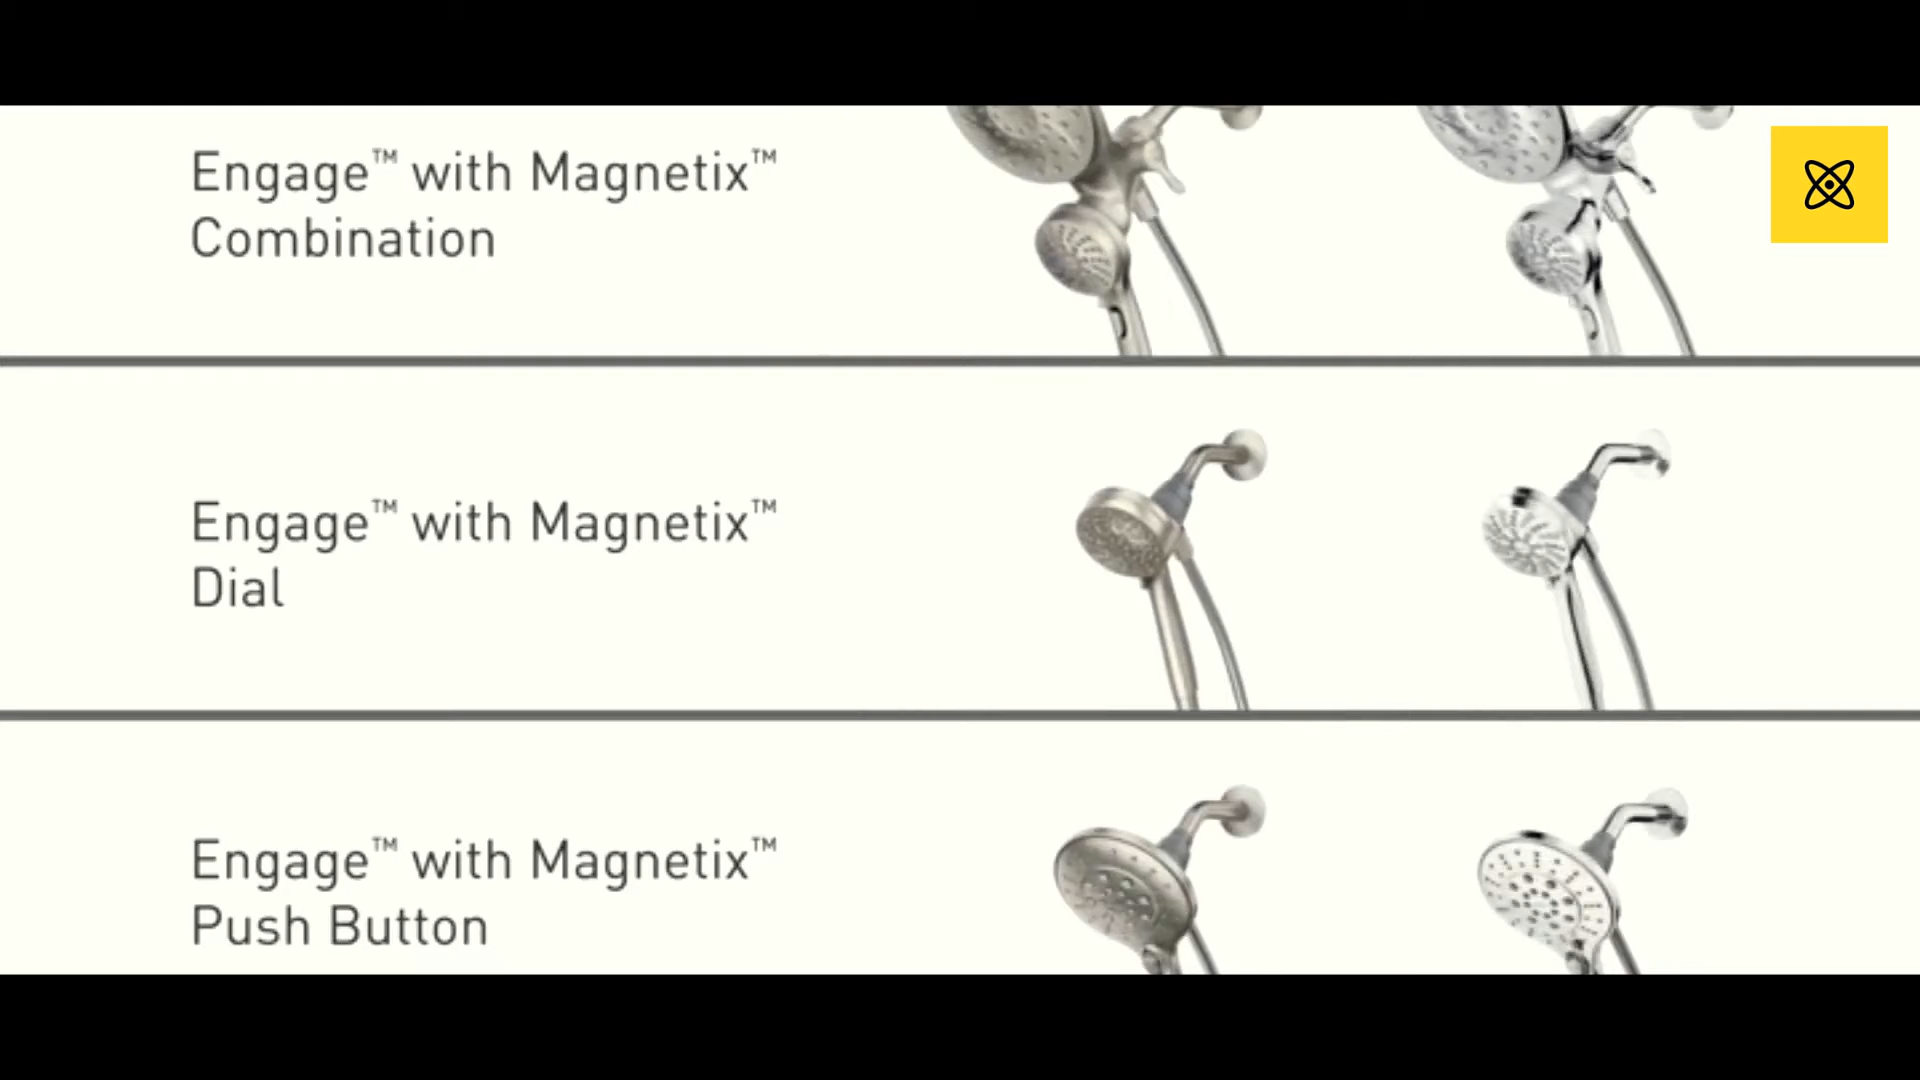 Engage™ with Magnetix™
Combination
Engage™ with Magnetix™
Dial
Engage™ with Magnetix™
Push Button